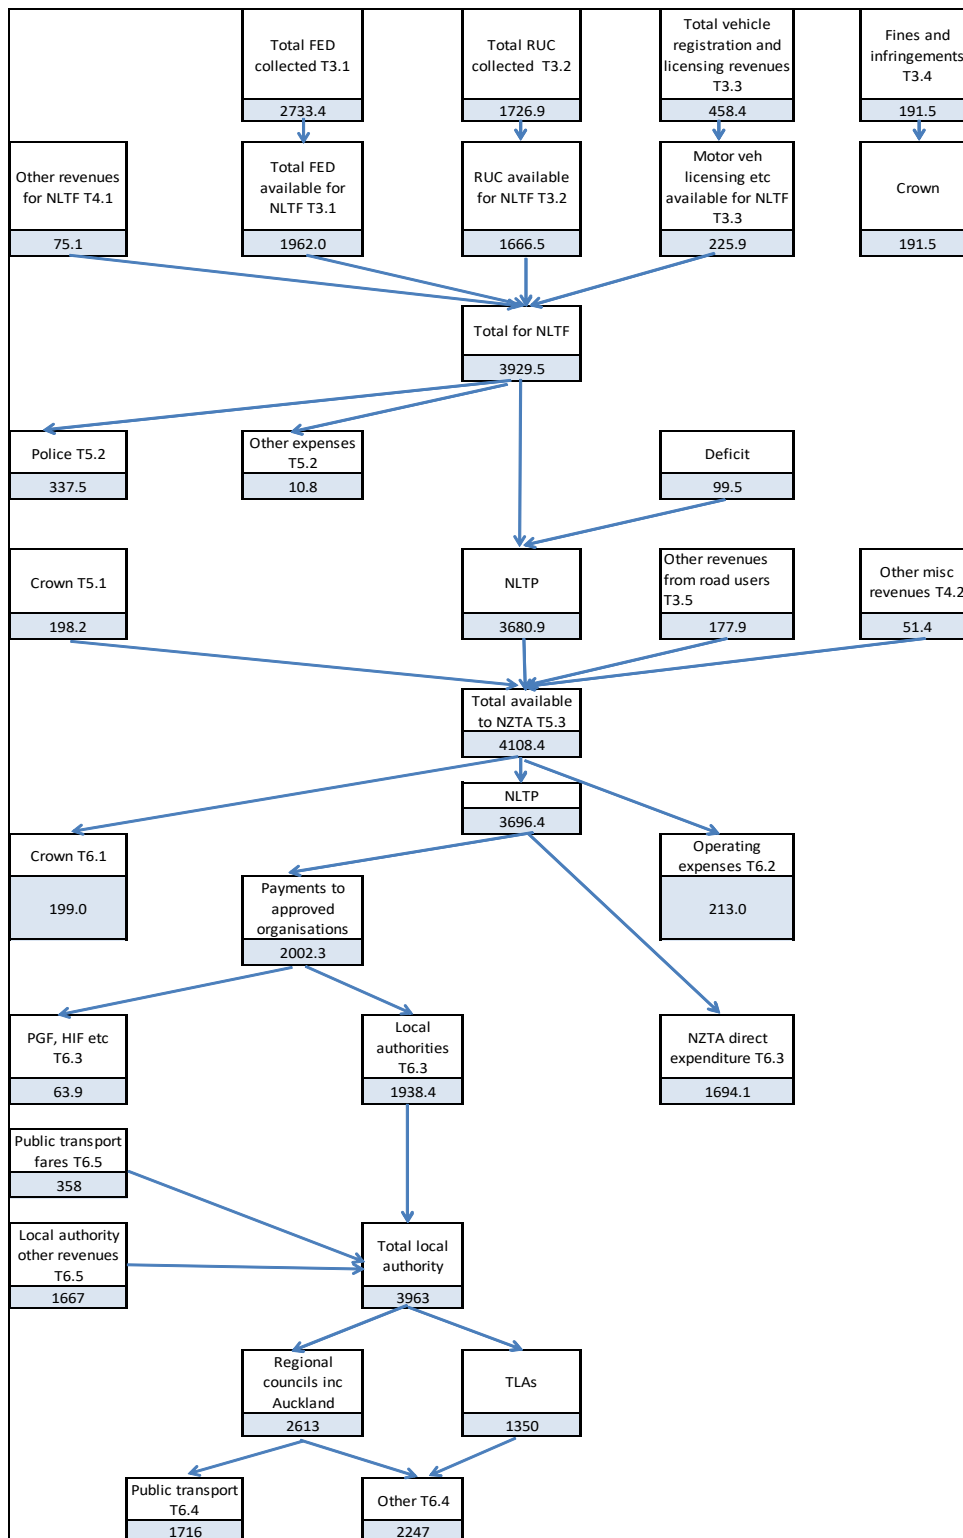 Total FED
collected T3.1
2733.4
Total RUC
collected T3.2
1726.9
Total vehicle
registration and
licensing revenues
T3.3
458.4
Fines and
infringements
T3.4
191.5
Other revenues
for NLTF T4.1
75.1
Total FED
available for
NLTF T3.1
1962.0
RUC available
for NLTF T3.2
1666.5
Motor veh
licensing etc
available for NLTF
T3.3
225.9
Crown
191.5
Total for NLTF
3929.5
Police T5.2
337.5
Other expenses
T5.2
10.8
Deficit
99.5
Crown T5.1
198.2
NLTP
3680.9
Other revenues
from road users
T3.5
177.9
Other misc
revenues T4.2
51.4
Total available
to NZTA T5.3
4108.4
NLTP
3696.4
Crown T6.1
199.0
Operating
expenses T6.2
213.0
Payments to
approved
organisations
2002.3
PGF, HIF etc
T6.3
63.9
Local
authorities
T6.3
1938.4
NZTA direct
expenditure T6.3
1694.1
Public transport
fares T6.5
358
Local authority
other revenues
T6.5
1667
Total local
authority
3963
Regional
councils inc
Auckland
2613
TLAs
1350
Public transport
T6.4
1716
Other T6.4
2247